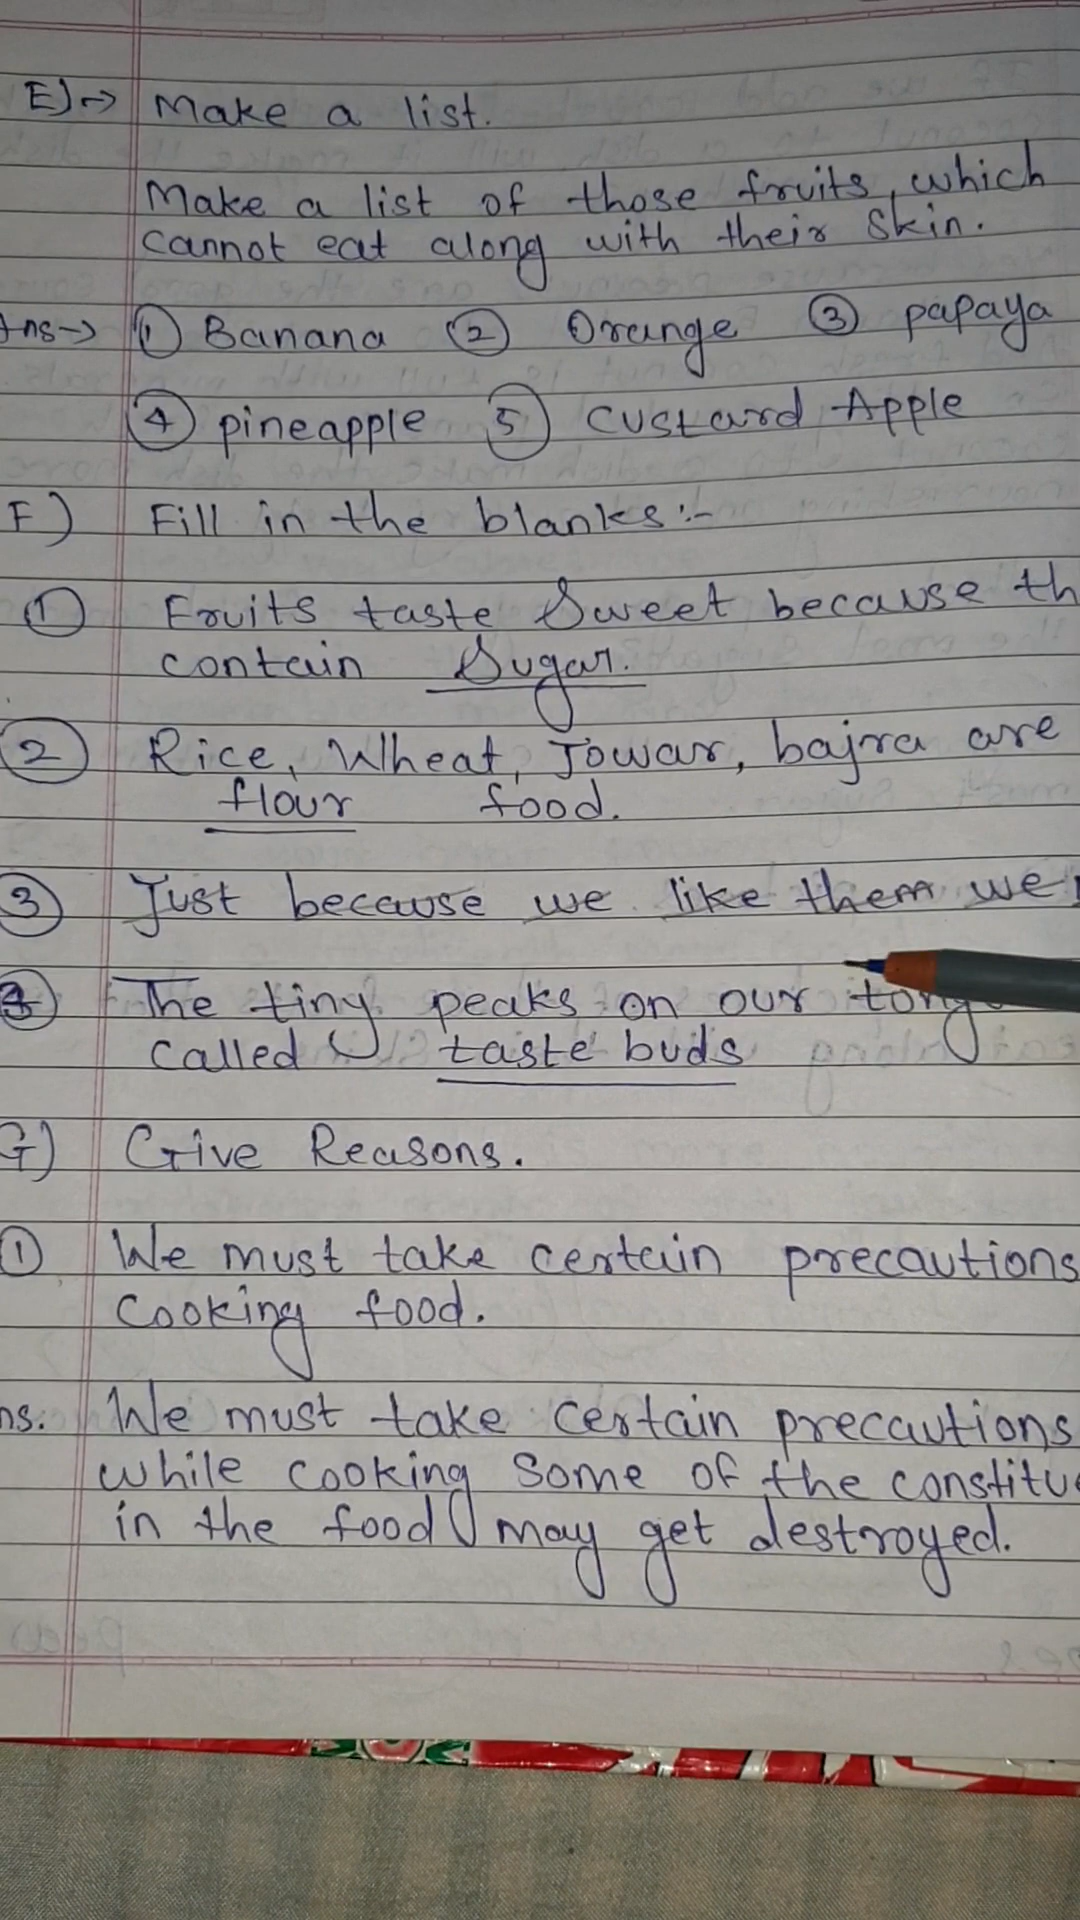 E)→ Make a list.
Make a list of those fruits, which
cannot eat along with their skin.
Ans→ ① Banana ② Orange ③ papaya
④ pineapple ⑤ custard Apple
F) Fill in the blanks:-
① Fruits taste Sweet because th
contain Sugar.
② Rice, Wheat, Jowar, bajra are
flour food.
③ Just because we like them we
The tiny peaks on our tong
called taste buds
G) Give Reasons.
① We must take certain precautions
cooking food.
ns. We must take certain precautions
while cooking some of the constitue
in the food may get destroyed.